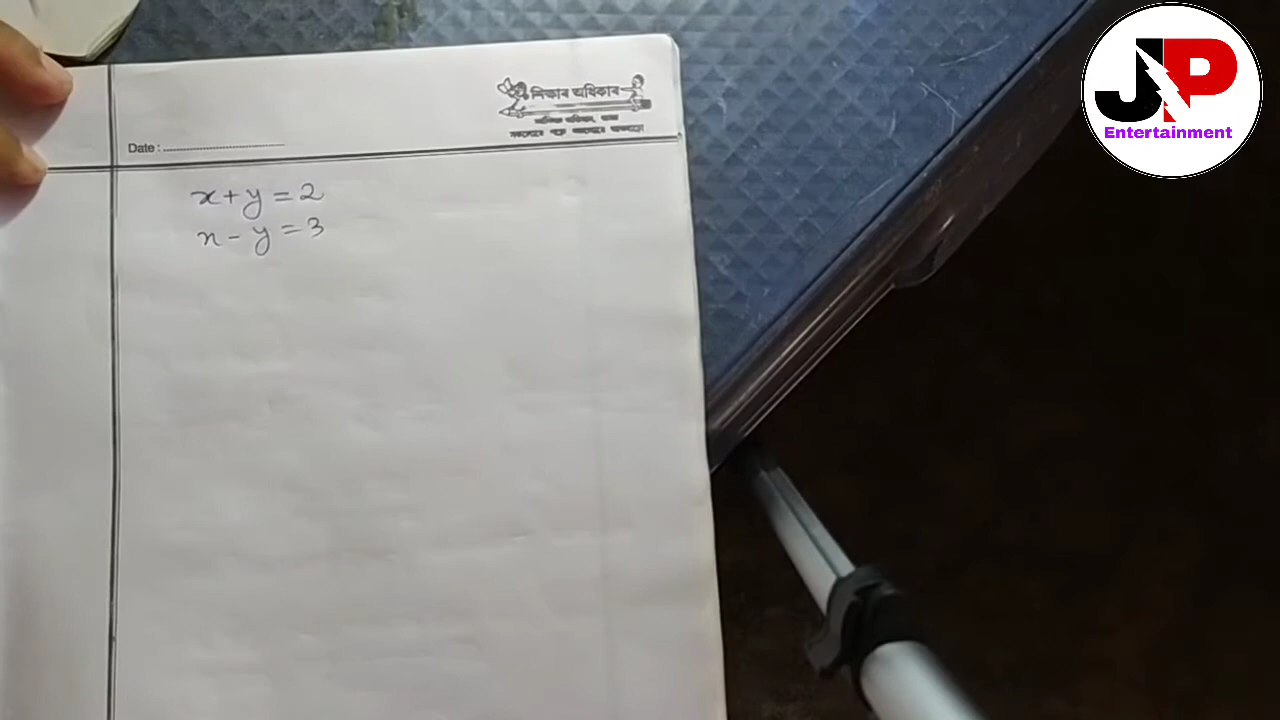 JP
Entertainment
শিক্ষাৰ অধিকাৰ
Date : ............................
x + y = 2
x - y = 3